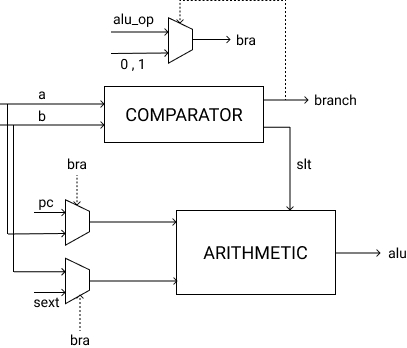 alu_op
bra
0 , 1
a
COMPARATOR
branch
b
slt
bra
pc
ARITHMETIC
alu
sext
bra